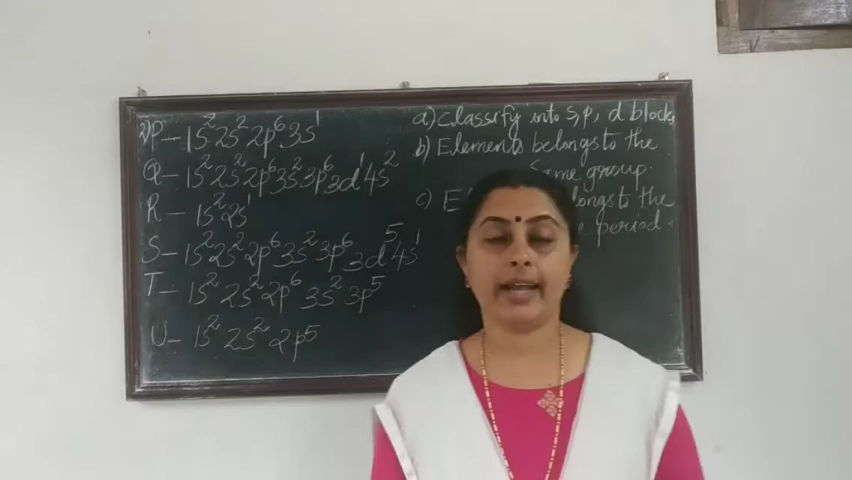 2) P - 1s² 2s² 2p⁶ 3s¹
Q - 1s² 2s² 2p⁶ 3s² 3p⁶ 3d¹ 4s²
R - 1s² 2s¹
S - 1s² 2s² 2p⁶ 3s² 3p⁶ 3d⁵ 4s¹
T - 1s² 2s² 2p⁶ 3s² 3p⁵
U - 1s² 2s² 2p⁵
a) Classify into s, p, d block
b) Elements belongs to the
Same group.
c) El longs to the
period.